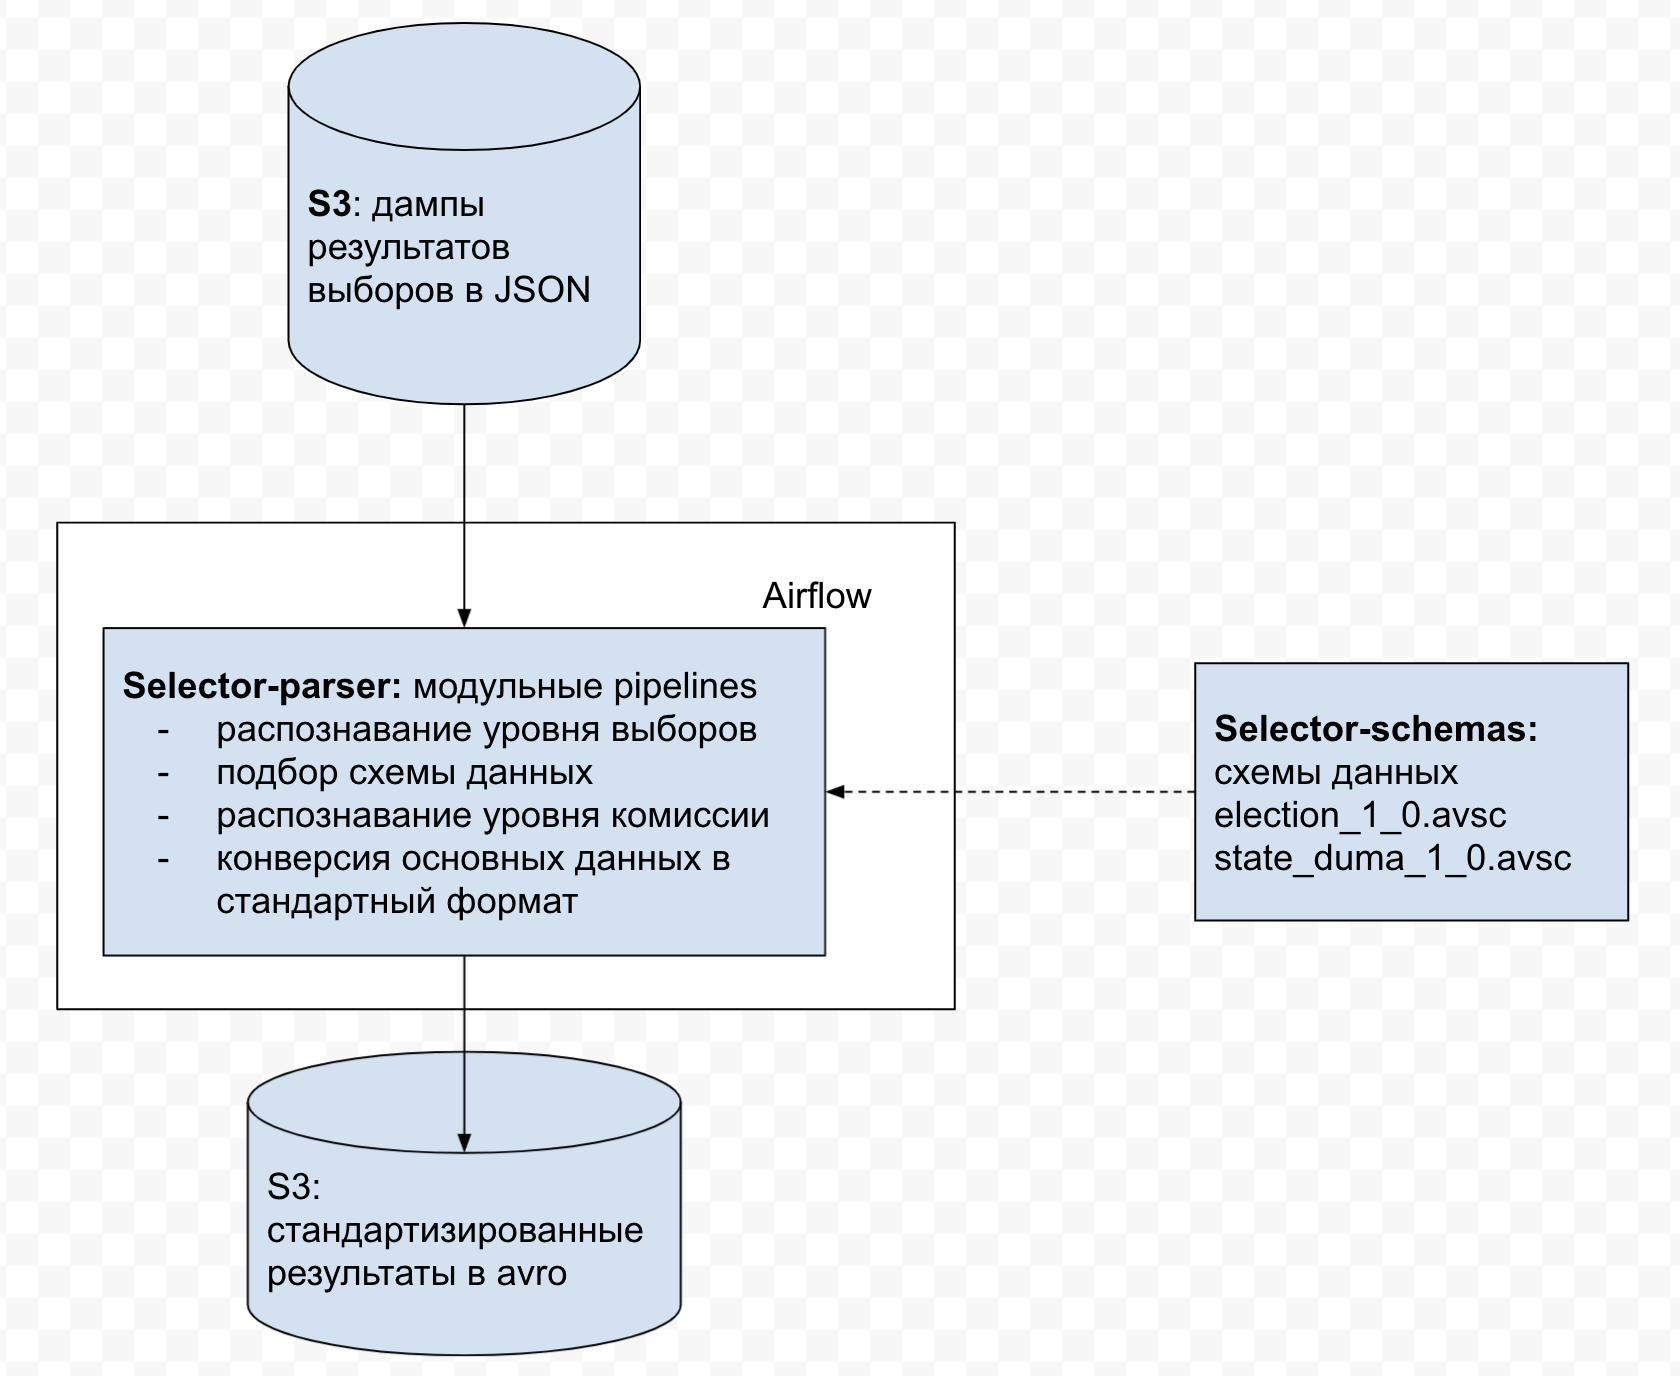 S3: дампы
результатов
выборов в JSON
Airflow
Selector-parser: модульные pipelines
- распознавание уровня выборов
- подбор схемы данных
- распознавание уровня комиссии
- конверсия основных данных в
стандартный формат
Selector-schemas:
схемы данных
election_1_0.avsc
state_duma_1_0.avsc
S3:
стандартизированные
результаты в avro